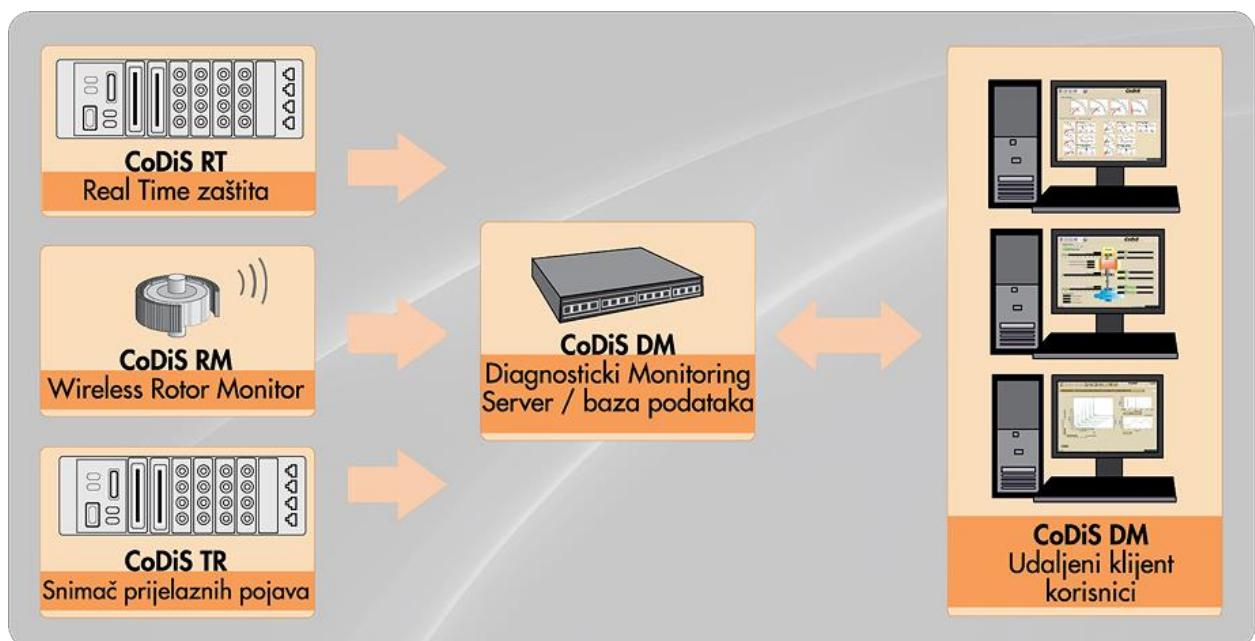 CoDiS RT
Real Time zaštita
CoDiS RM
Wireless Rotor Monitor
CoDiS TR
Snimač prijelaznih pojava
CoDiS DM
Diagnosticki Monitoring
Server / baza podataka
CoDiS DM
Udaljeni klijent
korisnici